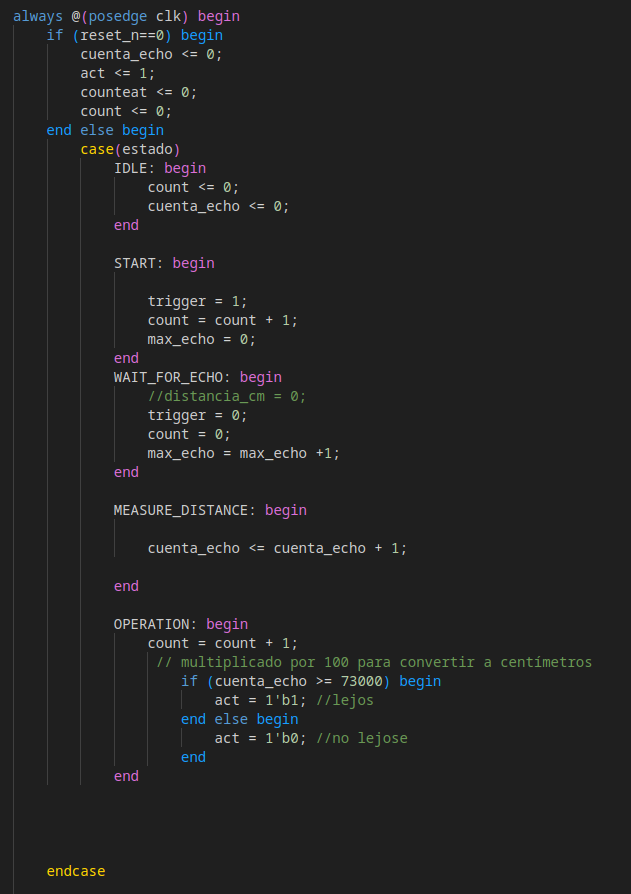 always @(posedge clk) begin
if (reset_n==0) begin
cuenta_echo <= 0;
act <= 1;
counteat <= 0;
count <= 0;
end else begin
case(estado)
IDLE: begin
count <= 0;
cuenta_echo <= 0;
end
START: begin
trigger = 1;
count = count + 1;
max_echo = 0;
end
WAIT_FOR_ECHO: begin
//distancia_cm = 0;
trigger = 0;
count = 0;
max_echo = max_echo +1;
end
MEASURE_DISTANCE: begin
cuenta_echo <= cuenta_echo + 1;
end
OPERATION: begin
count = count + 1;
// multiplicado por 100 para convertir a centímetros
if (cuenta_echo >= 73000) begin
act = 1'b1; //lejos
end else begin
act = 1'b0; //no lejose
end
end
endcase